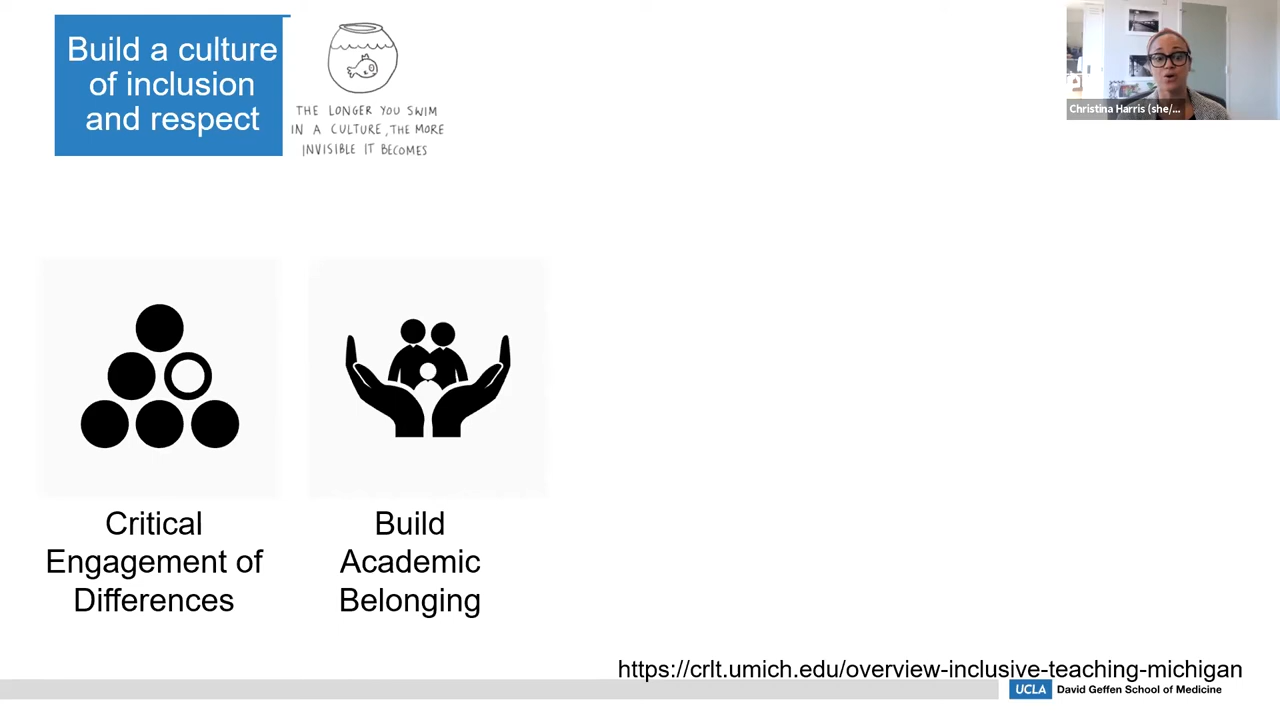 Build a culture
of inclusion
and respect
THE LONGER YOU SWIM
IN A CULTURE, THE MORE
INVISIBLE IT BECOMES
Christina Harris (she/...
Critical
Engagement of
Differences
Build
Academic
Belonging
https://crlt.umich.edu/overview-inclusive-teaching-michigan
UCLA David Geffen School of Medicine